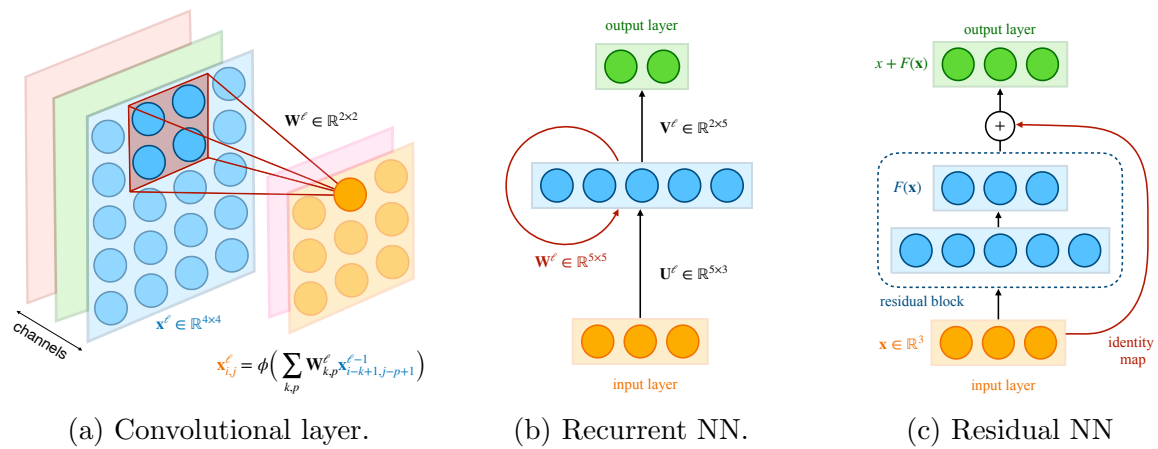 channels
𝐖^ℓ ∈ ℝ^{2×2}
𝐱^ℓ ∈ ℝ^{4×4}
𝐱^ℓ_{i,j} = ϕ( ∑_{k,p} 𝐖^ℓ_{k,p} 𝐱^{ℓ−1}_{i−k+1,j−p+1} )
(a) Convolutional layer.
output layer
𝐕^ℓ ∈ ℝ^{2×5}
𝐖^ℓ ∈ ℝ^{5×5}
𝐔^ℓ ∈ ℝ^{5×3}
input layer
(b) Recurrent NN.
output layer
x + F(𝐱)
+
F(𝐱)
residual block
𝐱 ∈ ℝ^3
identity
map
input layer
(c) Residual NN